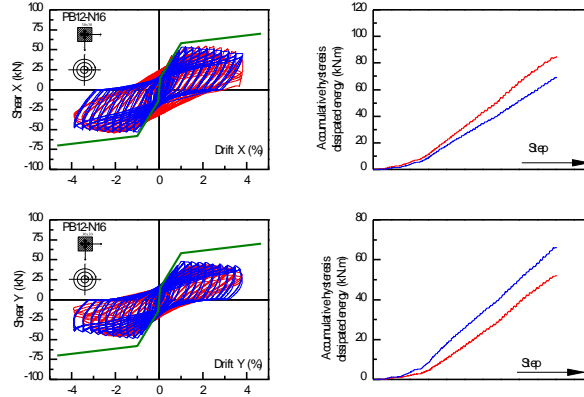 PB12-N16
Shear X (kN)
100
75
50
25
0
-25
-50
-75
-100
Drift X (%)
-4 -2 0 2 4
Accumulative hysteresis
dissipated energy (kN.m)
120
100
80
60
40
20
0
Step
PB12-N16
Shear Y (kN)
100
75
50
25
0
-25
-50
-75
-100
Drift Y (%)
-4 -2 0 2 4
Accumulative hysteresis
dissipated energy (kN.m)
80
60
40
20
0
Step